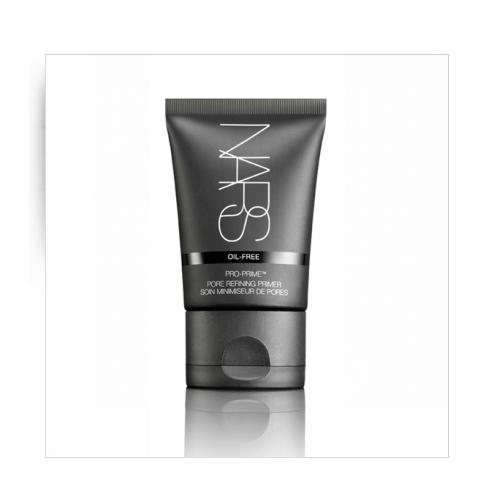 NARS
OIL-FREE
PRO-PRIME™
PORE REFINING PRIMER
SOIN MINIMISEUR DE PORES